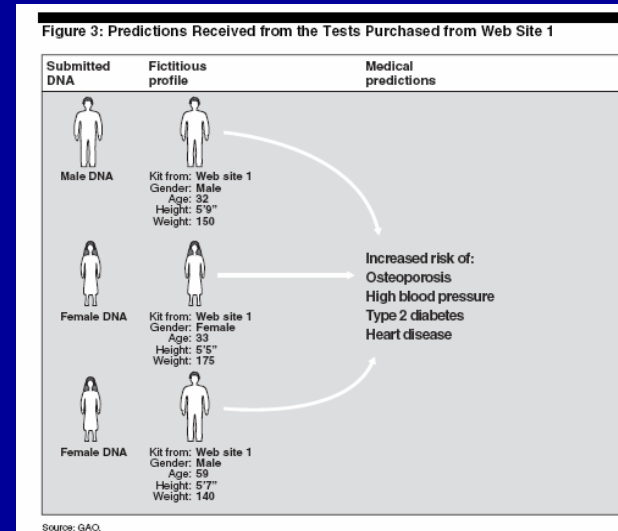 Figure 3: Predictions Received from the Tests Purchased from Web Site 1
Submitted DNA
Fictitious profile
Medical predictions
Male DNA
Kit from: Web site 1
Gender: Male
Age: 32
Height: 5'9"
Weight: 150
Female DNA
Kit from: Web site 1
Gender: Female
Age: 33
Height: 5'5"
Weight: 175
Female DNA
Kit from: Web site 1
Gender: Male
Age: 59
Height: 5'7"
Weight: 140
Increased risk of:
Osteoporosis
High blood pressure
Type 2 diabetes
Heart disease
Source: GAO.